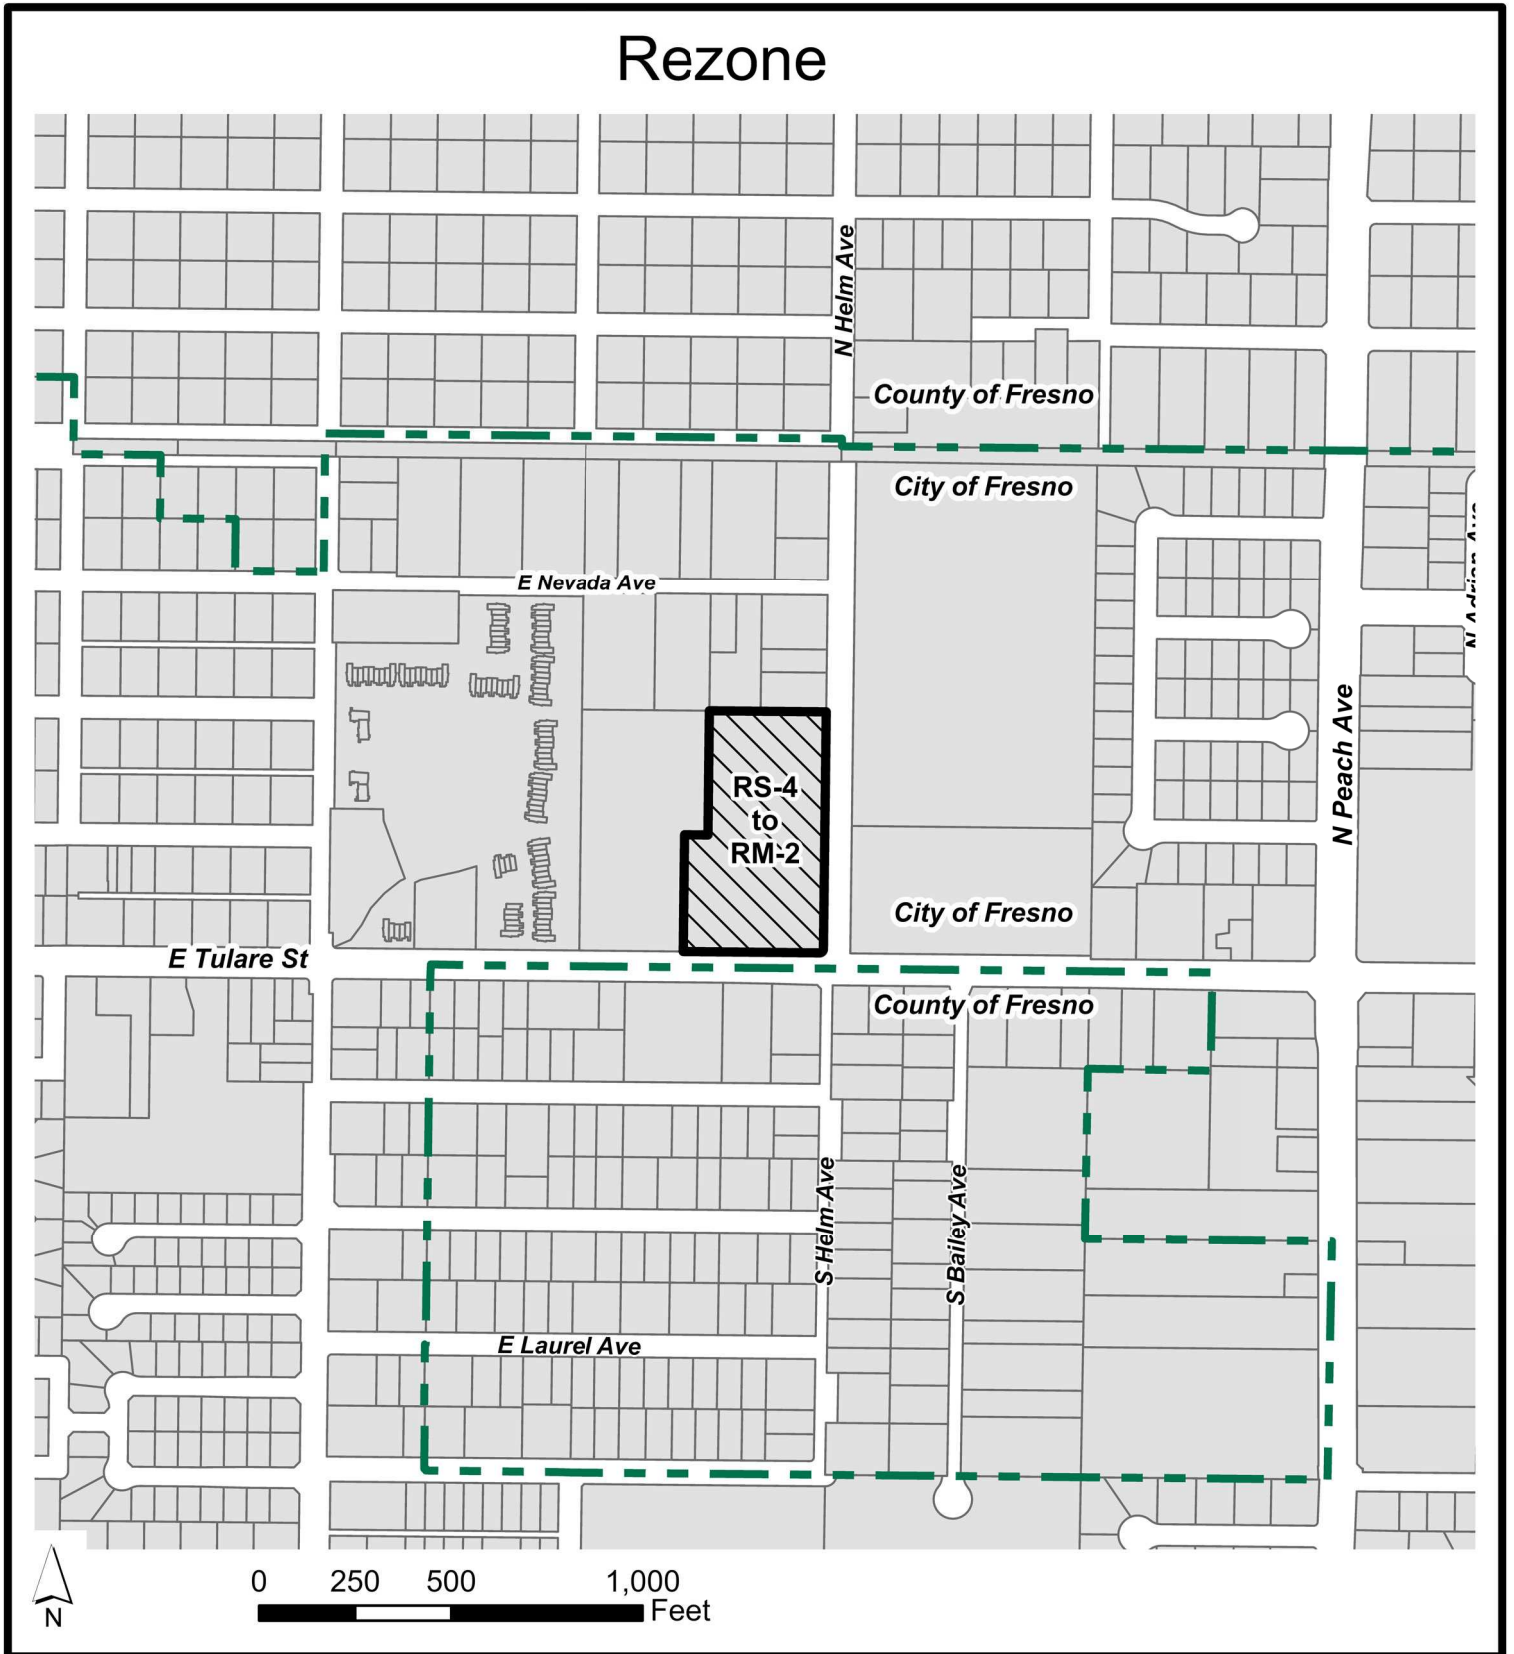 Rezone
N Helm Ave
County of Fresno
City of Fresno
N Adrian Ave
E Nevada Ave
N Peach Ave
RS-4
to
RM-2
City of Fresno
E Tulare St
County of Fresno
S Helm Ave
S Bailey Ave
E Laurel Ave
0 250 500 1,000
Feet
N